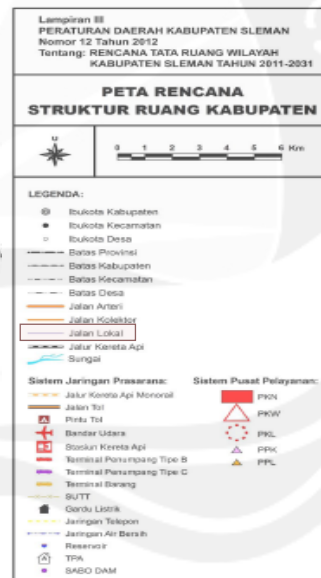 Lampiran III
PERATURAN DAERAH KABUPATEN SLEMAN
Nomor 12 Tahun 2012
Tentang: RENCANA TATA RUANG WILAYAH
KABUPATEN SLEMAN TAHUN 2011-2031
PETA RENCANA
STRUKTUR RUANG KABUPATEN
U
0 1 2 3 4 5 6 Km
LEGENDA:
Ibukota Kabupaten
Ibukota Kecamatan
Ibukota Desa
Batas Provinsi
Batas Kabupaten
Batas Kecamatan
Batas Desa
Jalan Arteri
Jalan Kolektor
Jalan Lokal
Jalur Kereta Api
Sungai
Sistem Jaringan Prasarana:
Jalur Kereta Api Monorail
Jalan Tol
Pintu Tol
Bandar Udara
Stasiun Kereta Api
Terminal Penumpang Tipe B
Terminal Penumpang Tipe C
Terminal Barang
SUTT
Gardu Listrik
Jaringan Telepon
Jaringan Air Bersih
Reservoir
TPA
SABO DAM
Sistem Pusat Pelayanan:
PKN
PKW
PKL
PPK
PPL